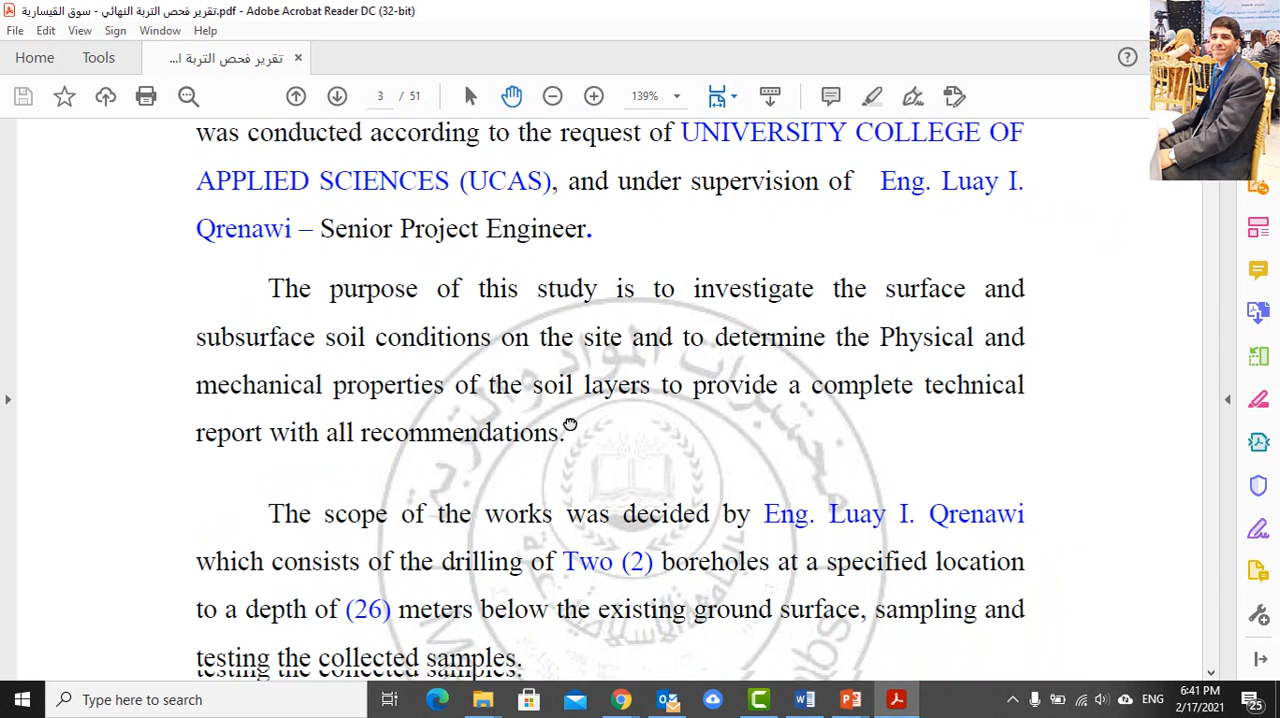 تقرير فحص التربة النهائي - سوق القيسارية.pdf - Adobe Acrobat Reader DC (32-bit)
File Edit View Sign Window Help
Home Tools تقرير فحص التربة ا... ×
3 / 51 139%
was conducted according to the request of UNIVERSITY COLLEGE OF
APPLIED SCIENCES (UCAS), and under supervision of Eng. Luay I.
Qrenawi – Senior Project Engineer.
The purpose of this study is to investigate the surface and
subsurface soil conditions on the site and to determine the Physical and
mechanical properties of the soil layers to provide a complete technical
report with all recommendations.
The scope of the works was decided by Eng. Luay I. Qrenawi
which consists of the drilling of Two (2) boreholes at a specified location
to a depth of (26) meters below the existing ground surface, sampling and
testing the collected samples.
مختبرات المواد والتربة
Type here to search
ENG
6:41 PM
2/17/2021
25